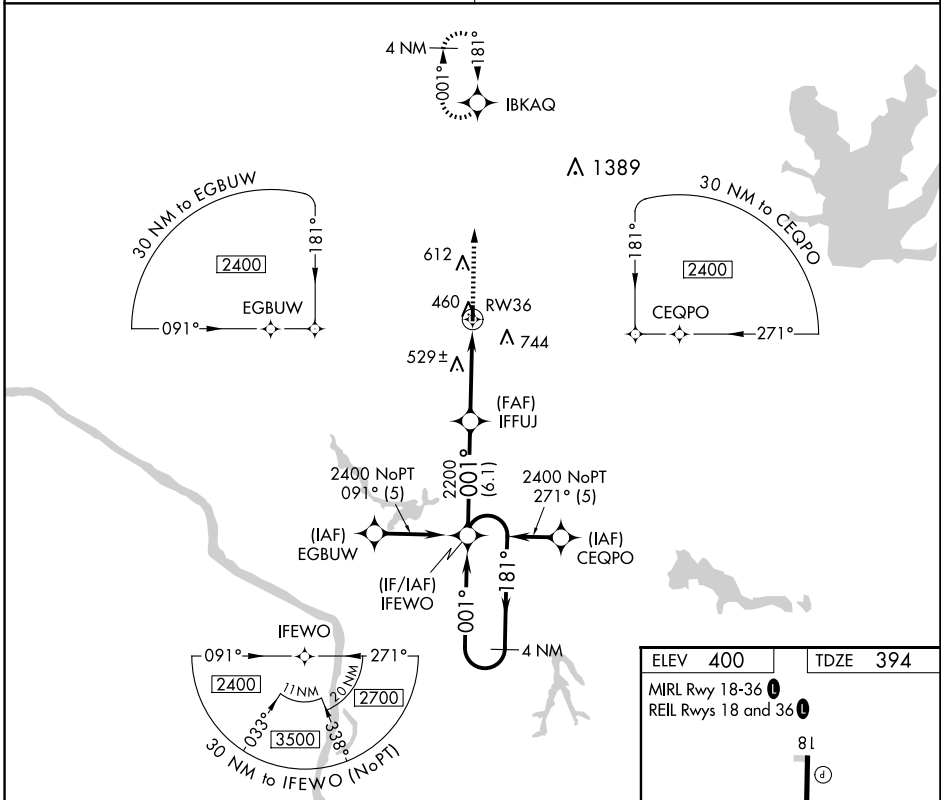 4 NM
181°
001°
IBKAQ
1389
30 NM to EGBUW
181°
2400
EGBUW
091°
30 NM to CEQPO
181°
2400
CEQPO
271°
612
460
RW36
744
529±
(FAF)
IFFUJ
2200
001°
(6.1)
2400 NoPT
091° (5)
2400 NoPT
271° (5)
(IAF)
EGBUW
(IAF)
CEQPO
(IF/IAF)
IFEWO
001°
181°
4 NM
IFEWO
091°
271°
2400
11NM
20 NM
2700
033°
3500
338°
30 NM to IFEWO (NoPT)
ELEV 400
TDZE 394
MIRL Rwy 18-36 L
REIL Rwys 18 and 36 L
18
P